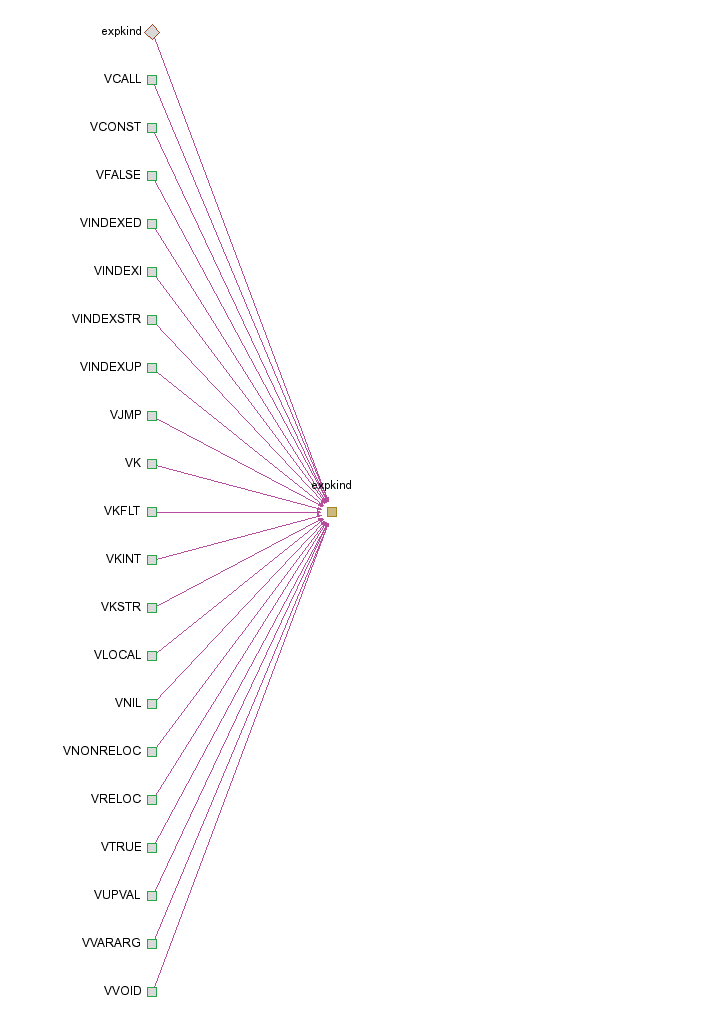 expkind
VCALL
VCONST
VFALSE
VINDEXED
VINDEXI
VINDEXSTR
VINDEXUP
VJMP
VK
expkind
VKFLT
VKINT
VKSTR
VLOCAL
VNIL
VNONRELOC
VRELOC
VTRUE
VUPVAL
VVARARG
VVOID